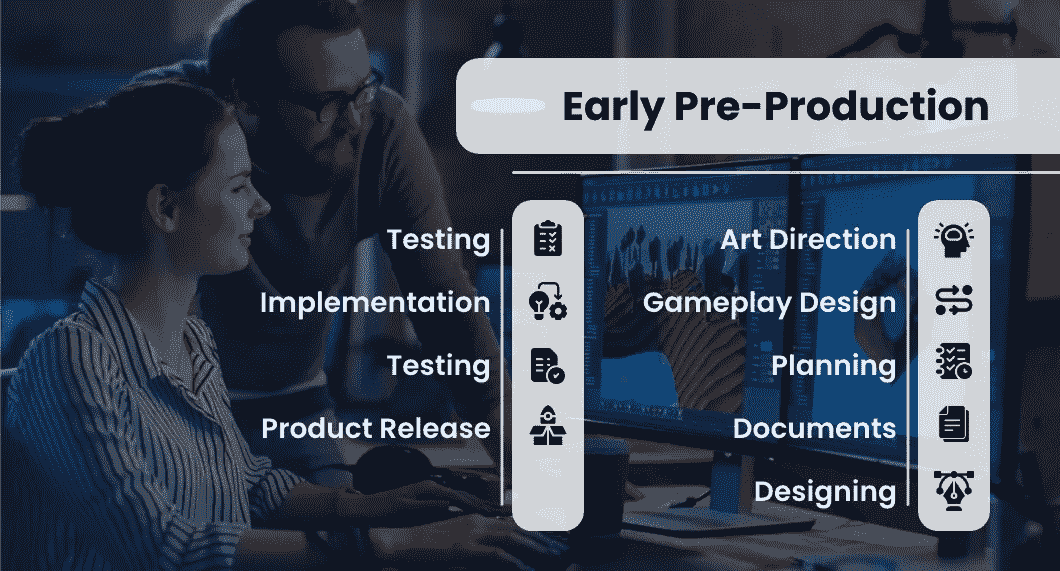 Early Pre-Production
Testing
Implementation
Testing
Product Release
Art Direction
Gameplay Design
Planning
Documents
Designing